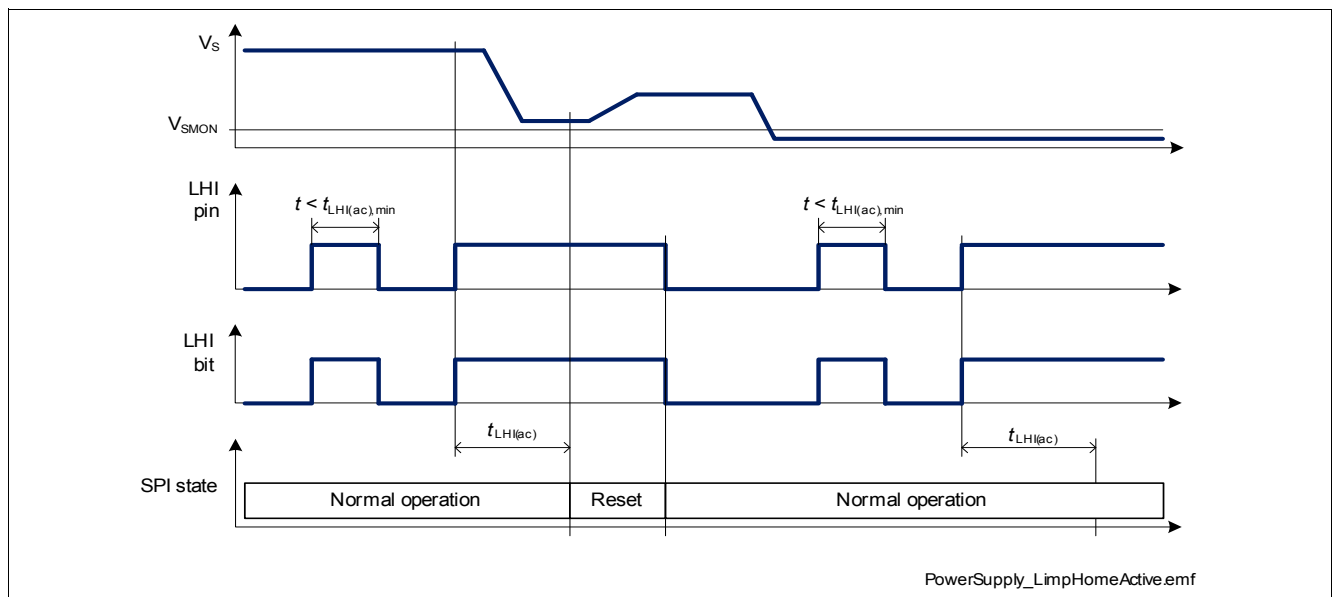 VS
VSMON
LHI
pin
t < tLHI(ac),min
t < tLHI(ac),min
LHI
bit
tLHI(ac)
tLHI(ac)
SPI state
Normal operation
Reset
Normal operation
PowerSupply_LimpHomeActive.emf